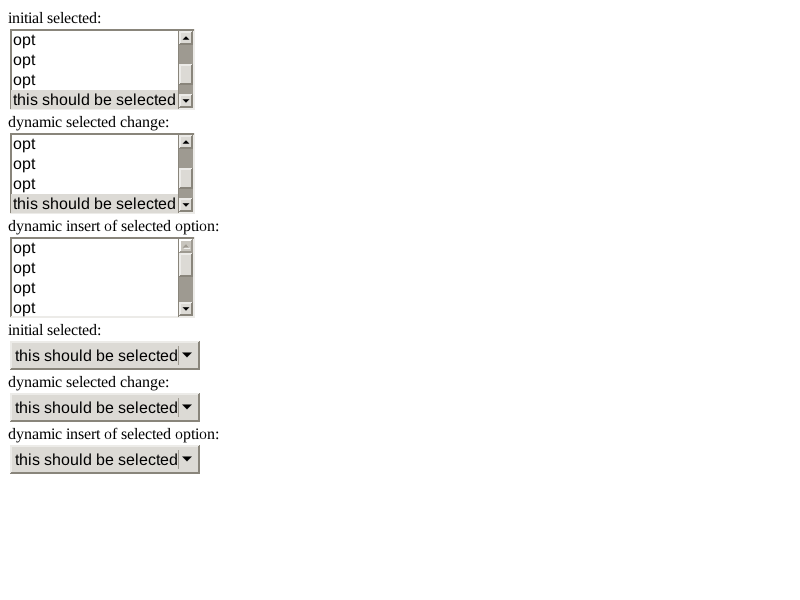 initial selected:
opt
opt
opt
this should be selected
dynamic selected change:
opt
opt
opt
this should be selected
dynamic insert of selected option:
opt
opt
opt
opt
initial selected:
this should be selected
dynamic selected change:
this should be selected
dynamic insert of selected option:
this should be selected